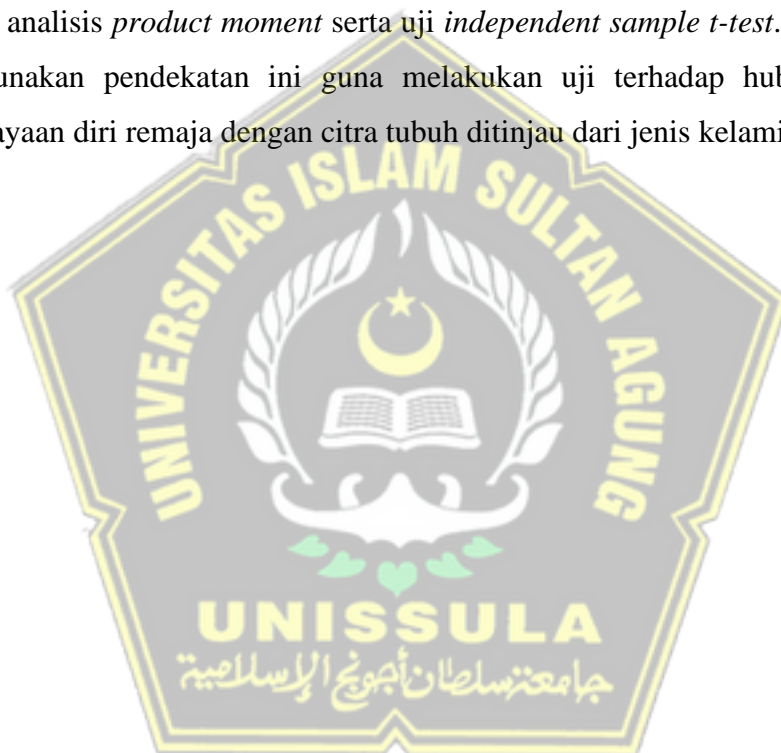 analisis product moment serta uji independent sample t-test.
unakan pendekatan ini guna melakukan uji terhadap hub
ayaan diri remaja dengan citra tubuh ditinjau dari jenis kelami
UNIVERSITAS ISLAM SULTAN AGUNG
UNISSULA
جامعة سلطان أجونج الإسلامية